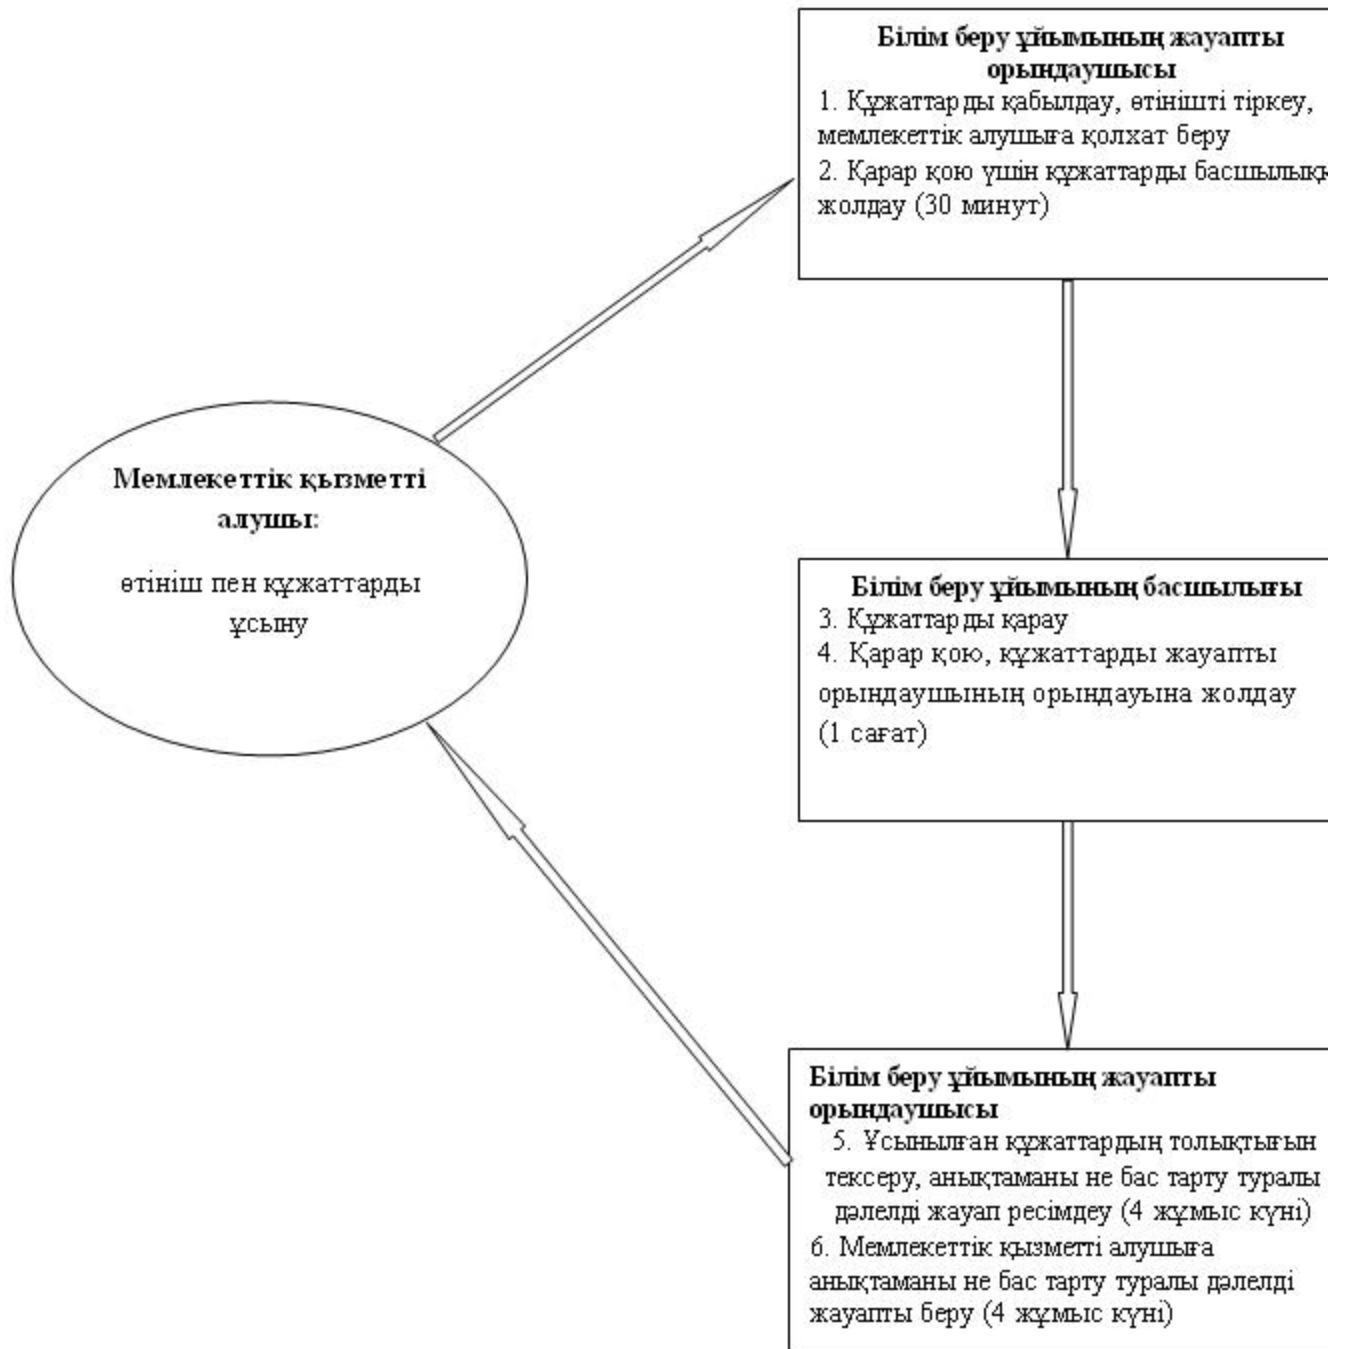 Білім беру ұйымының жауапты
орындаушысы
1. Құжаттарды қабылдау, өтінішті тіркеу,
мемлекеттік алушыға қолхат беру
2. Қарар қою үшін құжаттарды
жолдау (30 минут)
Мемлекеттік қызметті
алушы:
өтініш пен құжаттарды
ұсыну
Білім беру ұйымының басшылығы
3. Құжаттарды қарау
4. Қарар қою, құжаттарды жауапты
орындаушының орындауына жолдау
(1 сағат)
Білім беру ұйымының жауапты
орындаушысы
5. Ұсынылған құжаттардың толықтығын
тексеру, анықтаманы не бас тарту туралы
дәлелді жауап ресімдеу (4 жұмыс күні)
6. Мемлекеттік қызметті алушыға
анықтаманы не бас тарту туралы дәлелді
жауапты беру (4 жұмыс күні)